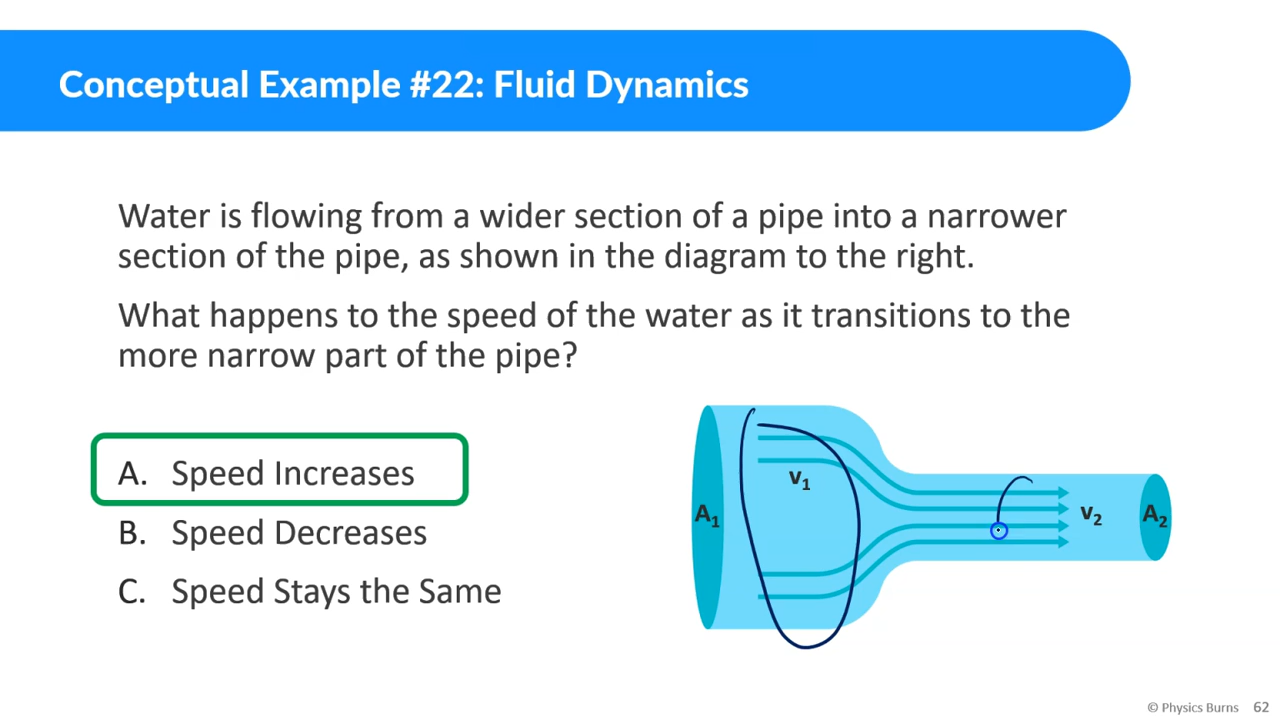 Conceptual Example #22: Fluid Dynamics
Water is flowing from a wider section of a pipe into a narrower
section of the pipe, as shown in the diagram to the right.
What happens to the speed of the water as it transitions to the
more narrow part of the pipe?
A. Speed Increases
B. Speed Decreases
C. Speed Stays the Same
A₁
v₁
v₂
A₂
© Physics Burns 62